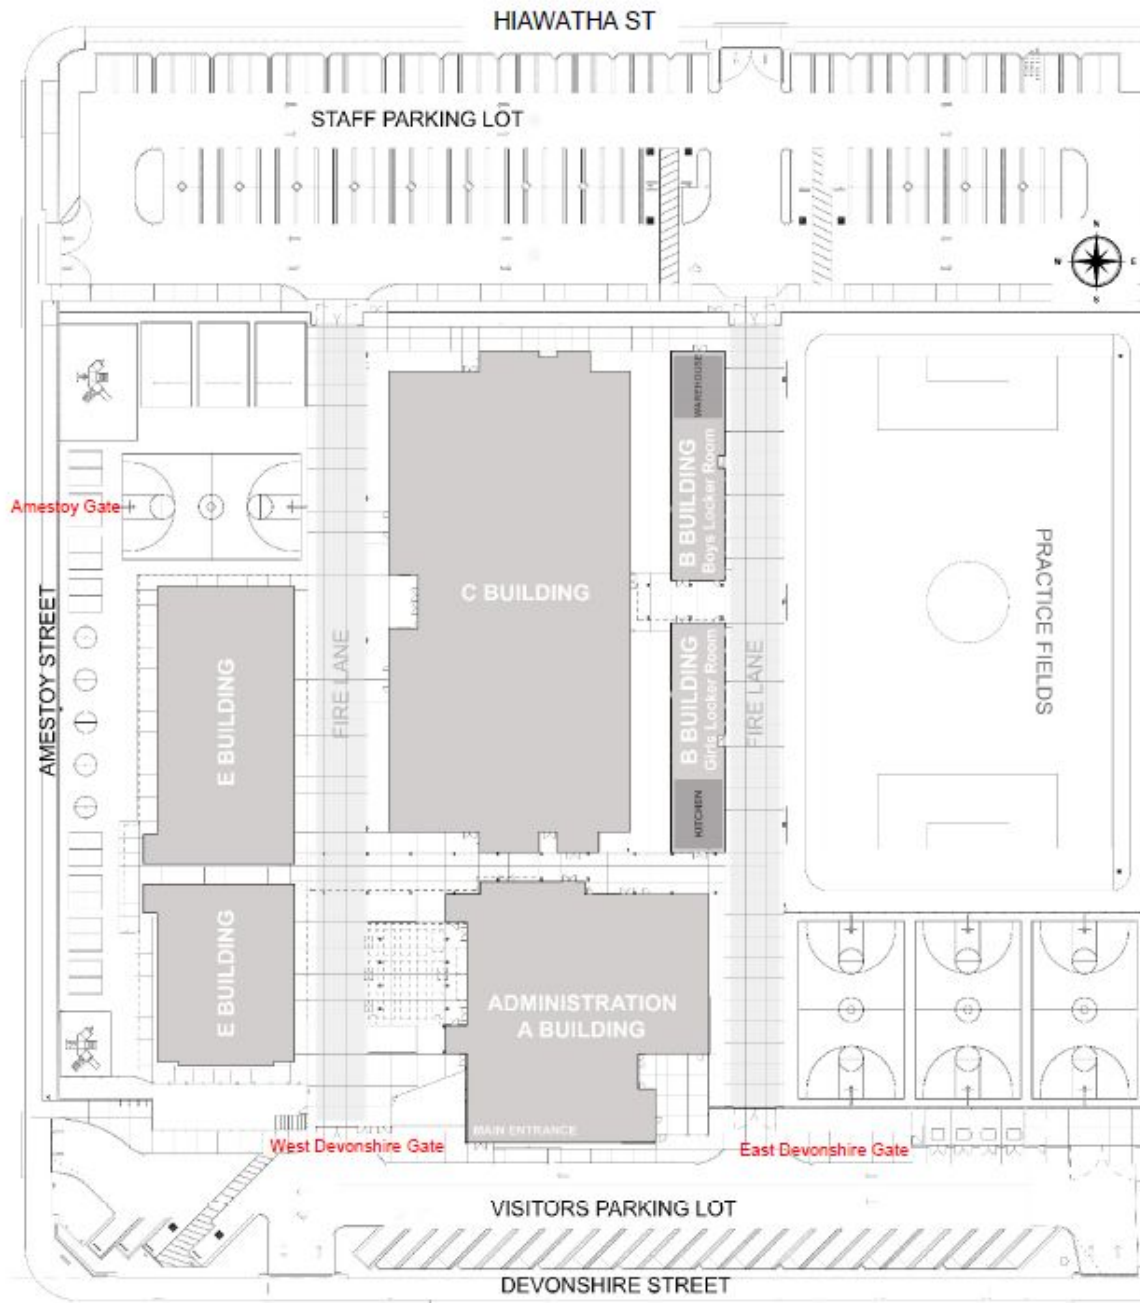 HIAWATHA ST
STAFF PARKING LOT
N
W
E
S
WAREHOUSE
B BUILDING
Boys Locker Room
Amestoy Gate
C BUILDING
PRACTICE FIELDS
AMESTOY STREET
E BUILDING
FIRE LANE
B BUILDING
Girls Locker Room
FIRE LANE
KITCHEN
E BUILDING
ADMINISTRATION
A BUILDING
MAIN ENTRANCE
West Devonshire Gate
East Devonshire Gate
VISITORS PARKING LOT
DEVONSHIRE STREET